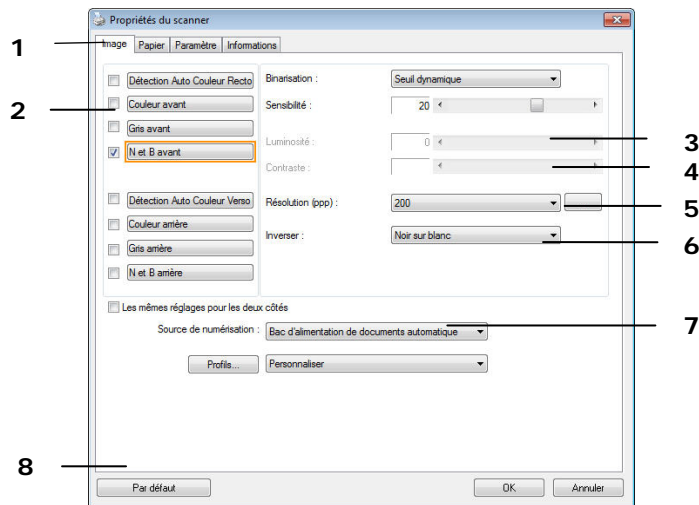 Propriétés du scanner
1
Image Papier Paramètre Informations
Détection Auto Couleur Recto Binarisation : Seuil dynamique
2
Couleur avant Sensibilité : 20
Gris avant
Luminosité : 0 3
N et B avant
Contraste : 4
Détection Auto Couleur Verso Résolution (ppp) : 200 5
Couleur arrière
Inverser : Noir sur blanc 6
Gris arrière
N et B arrière
Les mêmes réglages pour les deux côtés
Source de numérisation : Bac d'alimentation de documents automatique 7
Profils... Personnaliser
8
Par défaut OK Annuler